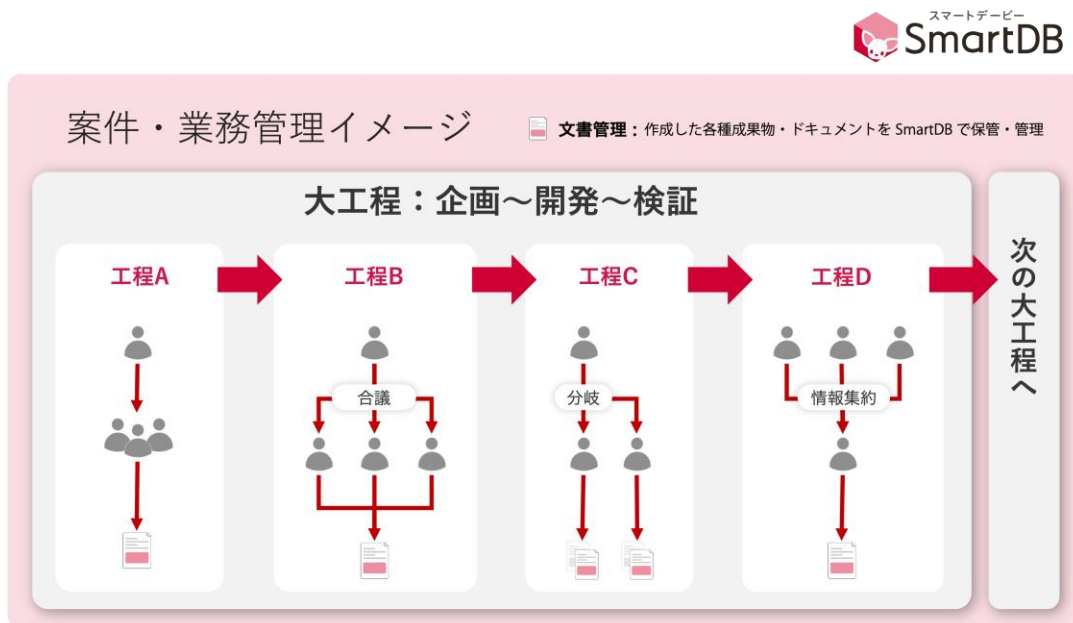 スマートデービー
SmartDB
案件・業務管理イメージ
文書管理：作成した各種成果物・ドキュメントを SmartDB で保管・管理
大工程：企画～開発～検証
工程A
工程B
工程C
工程D
合議
分岐
情報集約
次の大工程へ